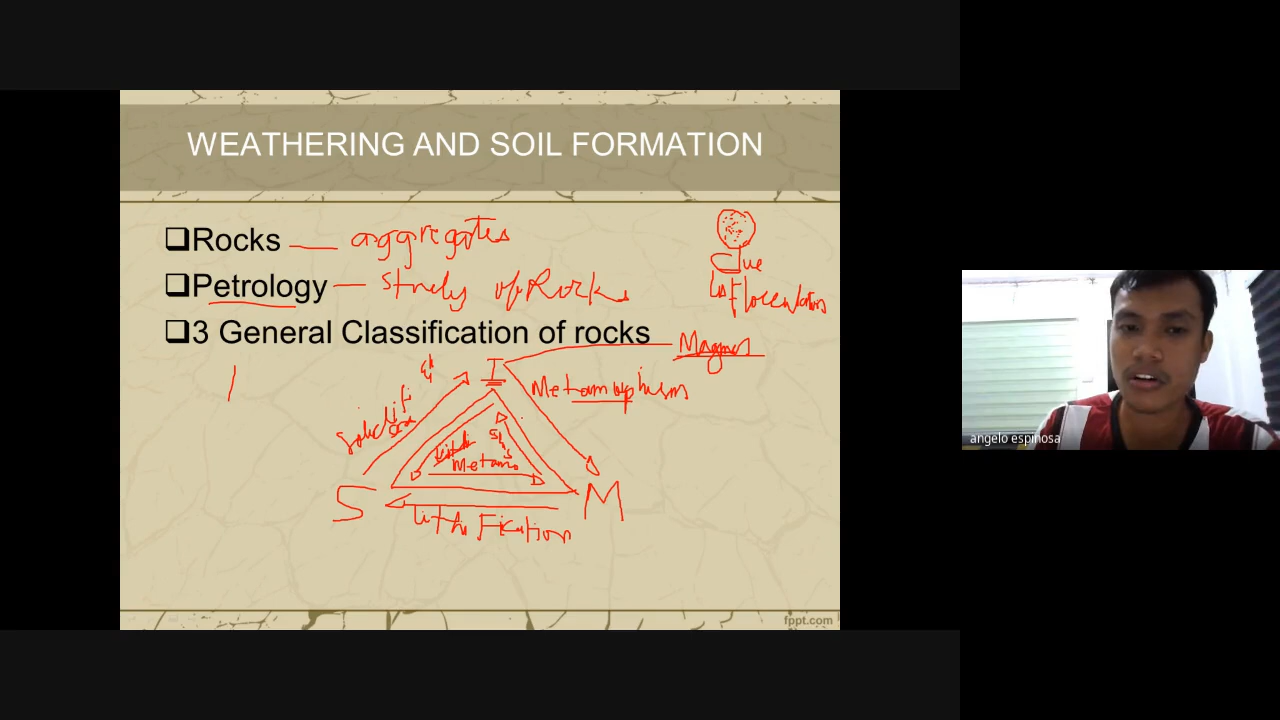 WEATHERING AND SOIL FORMATION
❑Rocks — aggregates
❑Petrology — study of Rocks
❑3 General Classification of rocks
Magma
I
Metamorphism
Metamo
S
M
Lithification
angelo espinosa
fppt.com